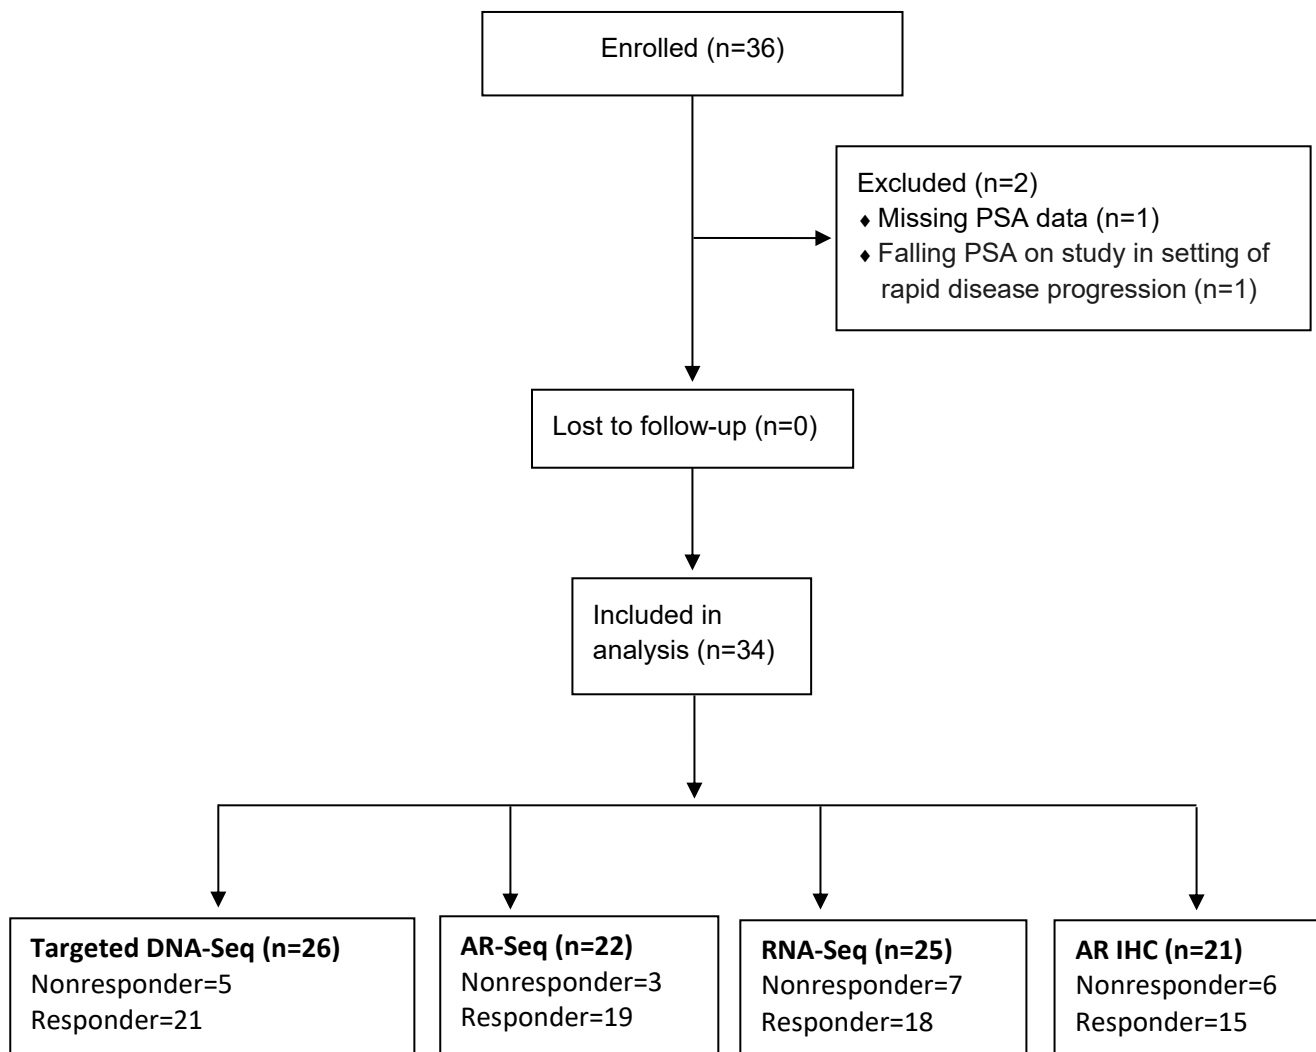 Enrolled (n=36)
Excluded (n=2)
♦ Missing PSA data (n=1)
♦ Falling PSA on study in setting of
rapid disease progression (n=1)
Lost to follow-up (n=0)
Included in
analysis (n=34)
Targeted DNA-Seq (n=26)
Nonresponder=5
Responder=21
AR-Seq (n=22)
Nonresponder=3
Responder=19
RNA-Seq (n=25)
Nonresponder=7
Responder=18
AR IHC (n=21)
Nonresponder=6
Responder=15